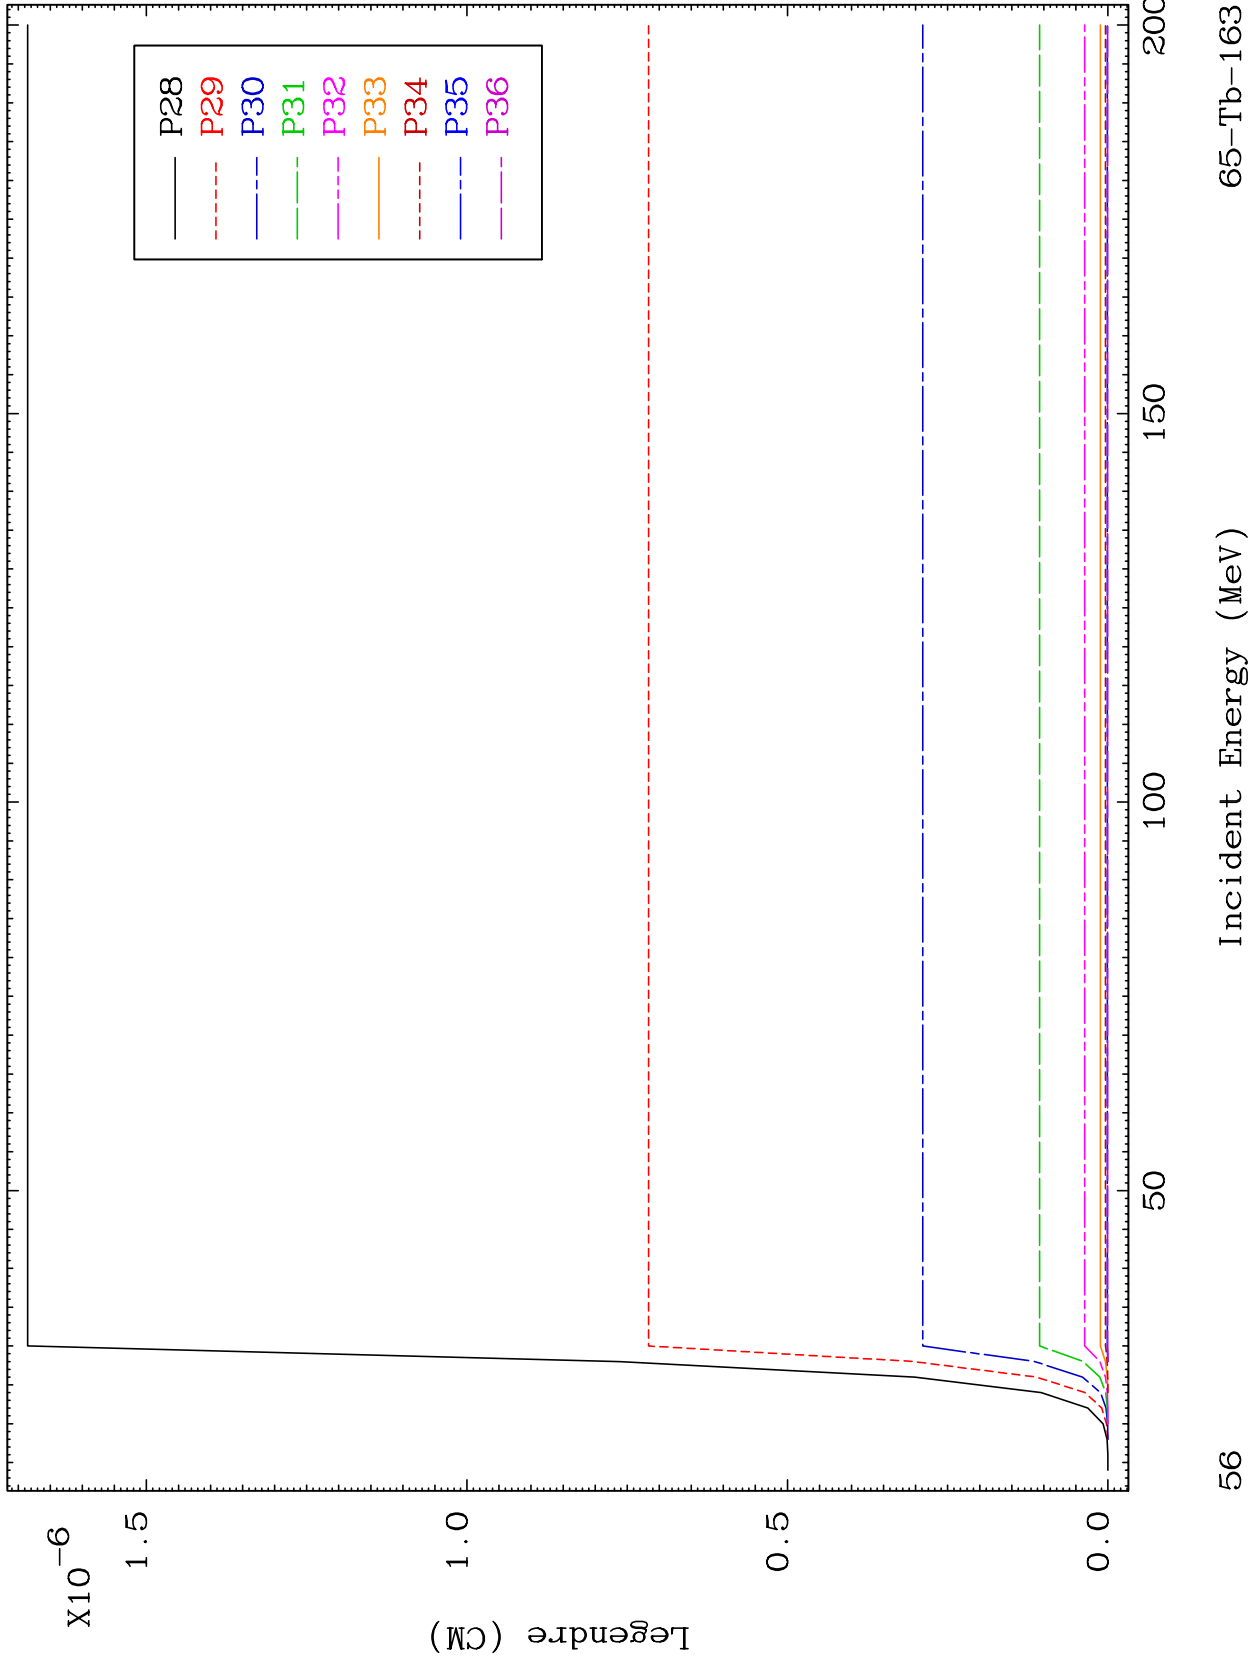 X10-6
1.5
1.0
0.5
0.0
Legendre (CM)
P28
P29
P30
P31
P32
P33
P34
P35
P36
50
100
150
200
Incident Energy (MeV)
56
65-Tb-163